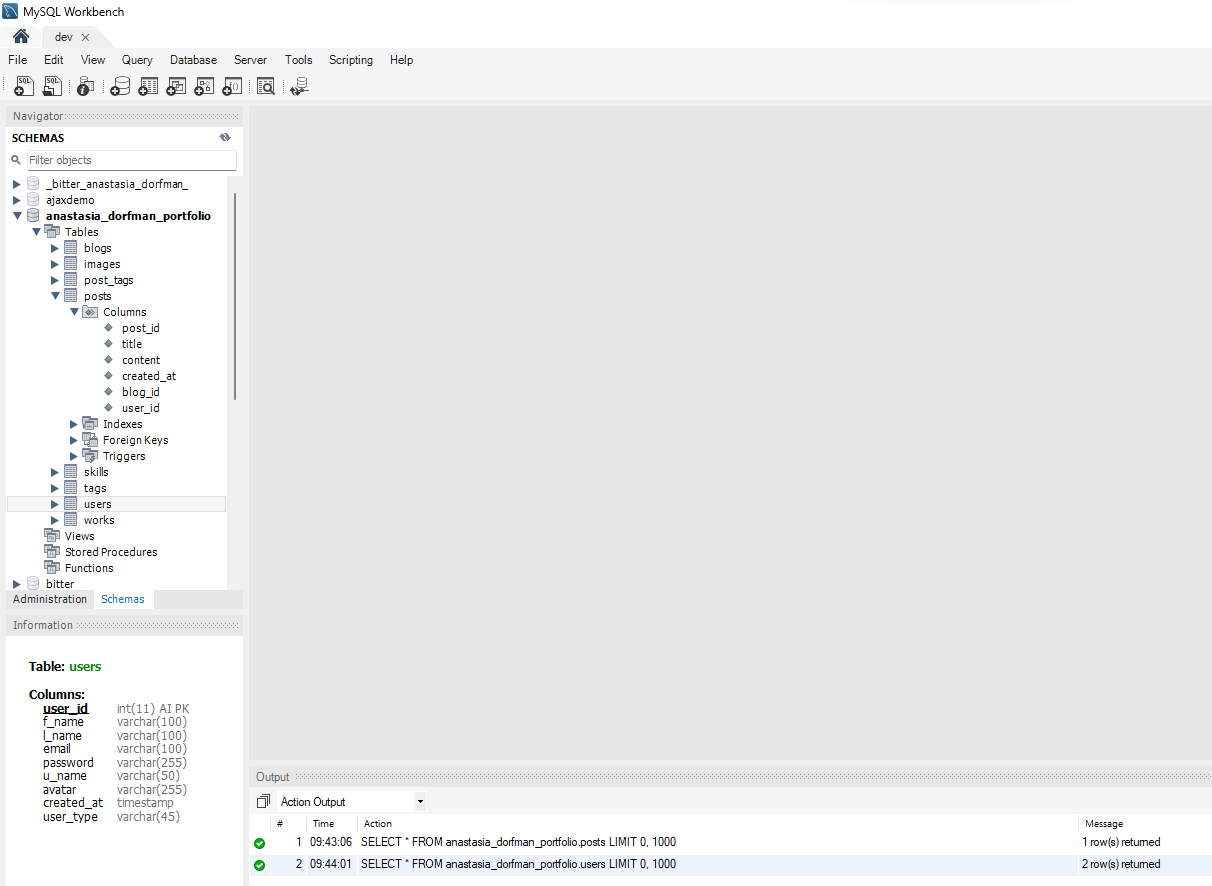 MySQL Workbench
dev
File Edit View Query Database Server Tools Scripting Help
Navigator
SCHEMAS
Filter objects
_bitter_anastasia_dorfman_
ajaxdemo
anastasia_dorfman_portfolio
Tables
blogs
images
post_tags
posts
Columns
post_id
title
content
created_at
blog_id
user_id
Indexes
Foreign Keys
Triggers
skills
tags
users
works
Views
Stored Procedures
Functions
bitter
Administration Schemas
Information
Table: users
Columns:
user_id int(11) AI PK
f_name varchar(100)
l_name varchar(100)
email varchar(100)
password varchar(255)
u_name varchar(50)
avatar varchar(255)
created_at timestamp
user_type varchar(45)
Output
Action Output
# Time Action Message
1 09:43:06 SELECT * FROM anastasia_dorfman_portfolio.posts LIMIT 0, 1000 1 row(s) returned
2 09:44:01 SELECT * FROM anastasia_dorfman_portfolio.users LIMIT 0, 1000 2 row(s) returned